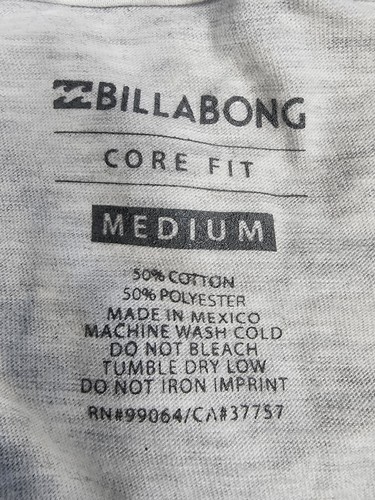 BILLABONG
CORE FIT
MEDIUM
50% COTTON
50% POLYESTER
MADE IN MEXICO
MACHINE WASH COLD
DO NOT BLEACH
TUMBLE DRY LOW
DO NOT IRON IMPRINT
RN#99064/CA#37757